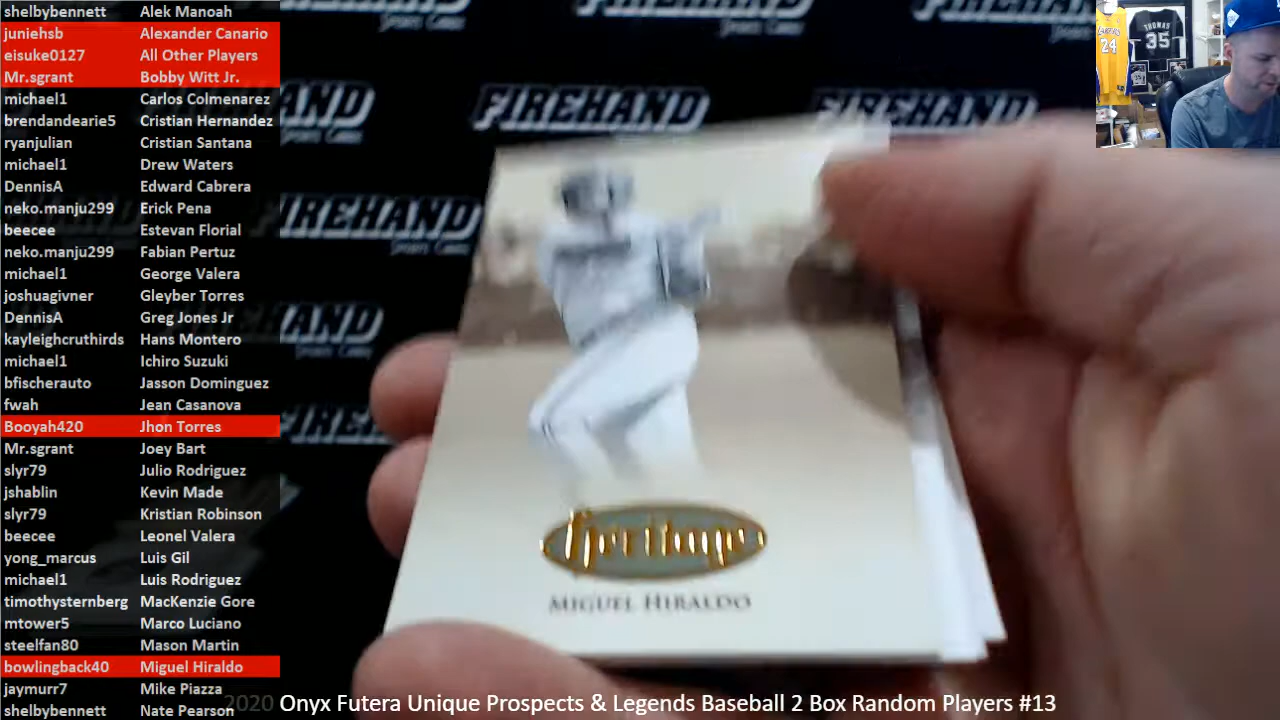 shelbybennett Alek Manoah
juniehsb Alexander Canario
eisuke0127 All Other Players
Mr.sgrant Bobby Witt Jr.
michael1 Carlos Colmenarez
brendandearie5 Cristian Hernandez
ryanjulian Cristian Santana
michael1 Drew Waters
DennisA Edward Cabrera
neko.manju299 Erick Pena
beecee Estevan Florial
neko.manju299 Fabian Pertuz
michael1 George Valera
joshuagivner Gleyber Torres
DennisA Greg Jones Jr
kayleighcruthirds Hans Montero
michael1 Ichiro Suzuki
bfischerauto Jasson Dominguez
fwah Jean Casanova
Booyah420 Jhon Torres
Mr.sgrant Joey Bart
slyr79 Julio Rodriguez
jshablin Kevin Made
slyr79 Kristian Robinson
beecee Leonel Valera
yong_marcus Luis Gil
michael1 Luis Rodriguez
timothysternberg MacKenzie Gore
mtower5 Marco Luciano
steelfan80 Mason Martin
bowlingback40 Miguel Hiraldo
jaymurr7 Mike Piazza
shelbybennett Nate Pearson
FIREHAND FIREHAND
FIREHAND
Sports Cards
Heritage
MIGUEL HIRALDO
THOMAS
35
24
2020 Onyx Futera Unique Prospects & Legends Baseball 2 Box Random Players #13